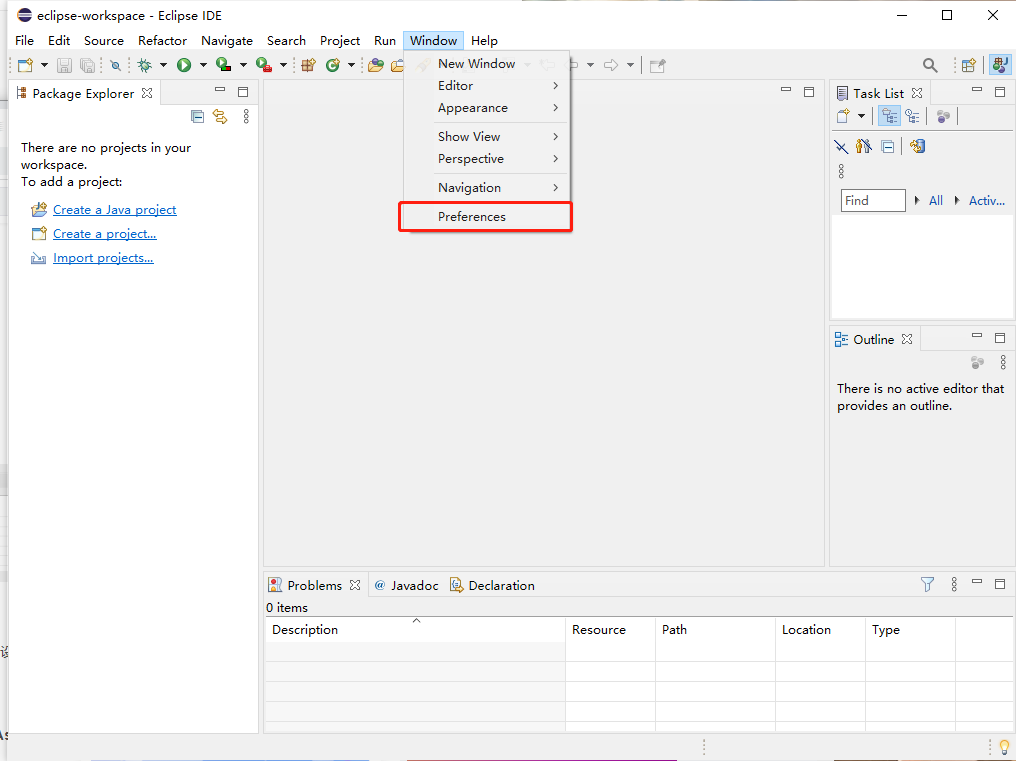 eclipse-workspace - Eclipse IDE
File Edit Source Refactor Navigate Search Project Run Window Help
New Window
Editor
Appearance
Show View
Perspective
Navigation
Preferences
Package Explorer
There are no projects in your
workspace.
To add a project:
Create a Java project
Create a project...
Import projects...
Task List
Find All Activ...
Outline
There is no active editor that
provides an outline.
Problems @ Javadoc Declaration
0 items
Description Resource Path Location Type